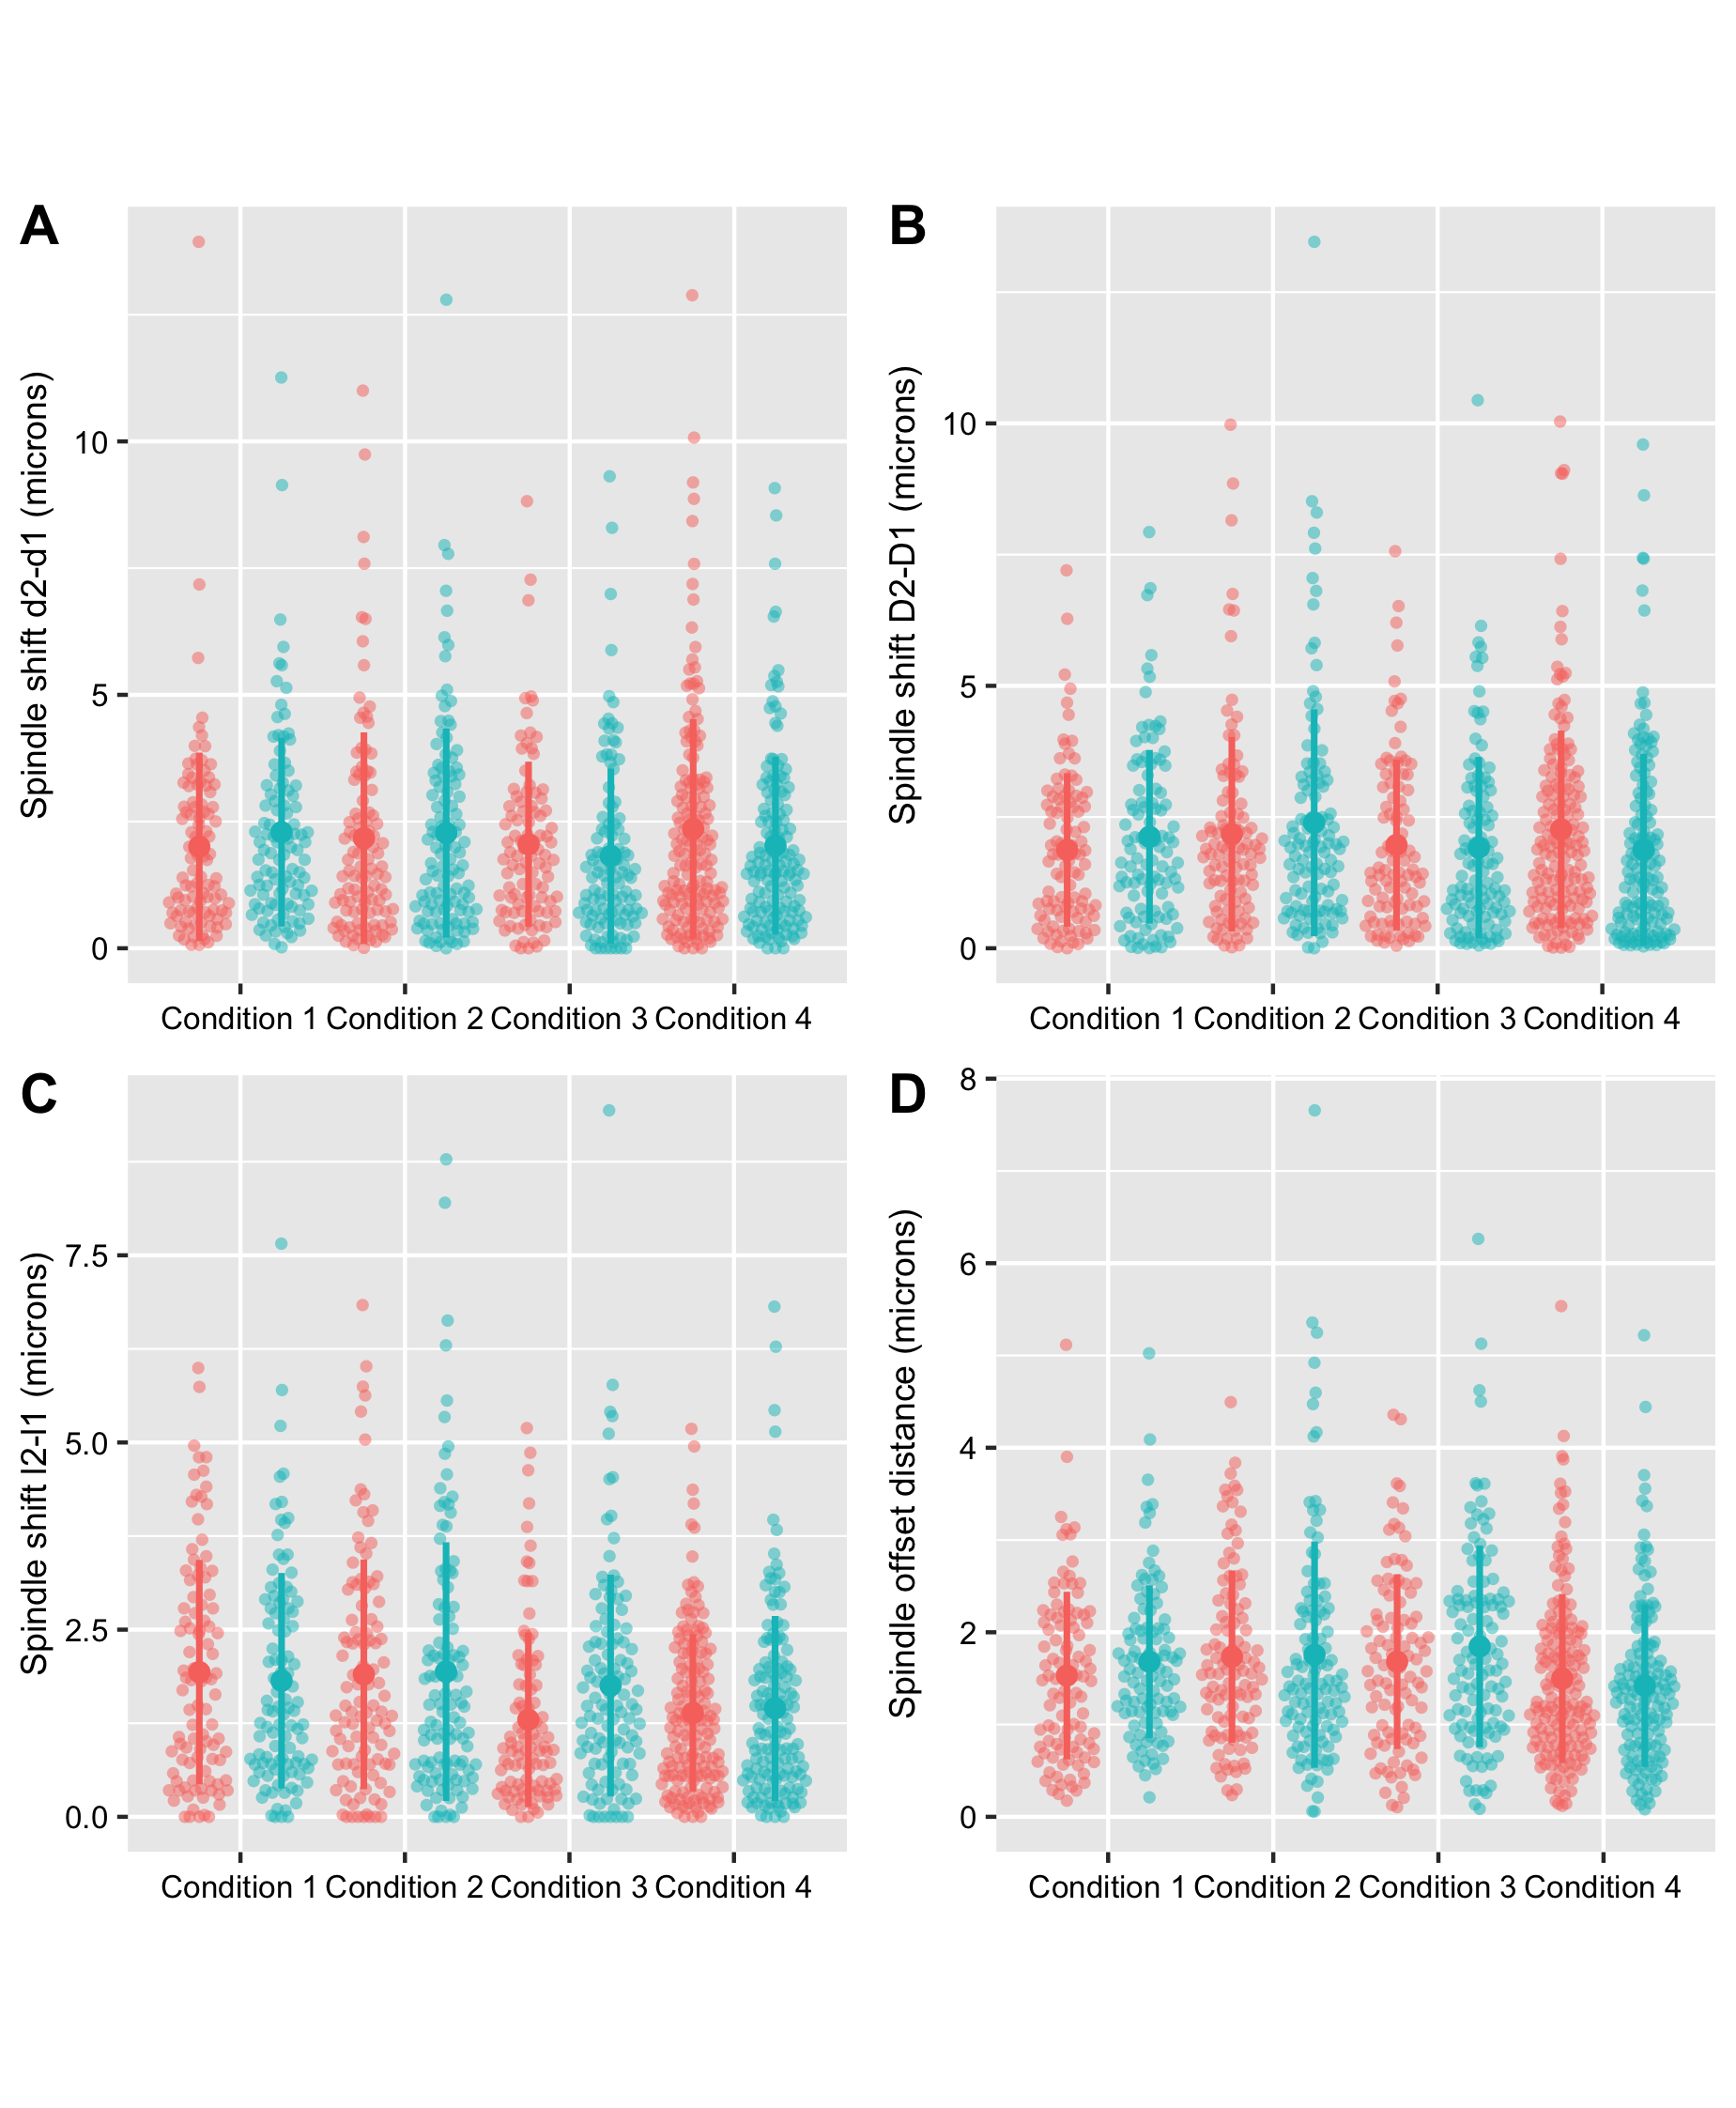 A
Spindle shift d2-d1 (microns)
10
5
0
Condition 1 Condition 2 Condition 3 Condition 4
B
Spindle shift D2-D1 (microns)
10
5
0
Condition 1 Condition 2 Condition 3 Condition 4
C
Spindle shift l2-l1 (microns)
7.5
5.0
2.5
0.0
Condition 1 Condition 2 Condition 3 Condition 4
D
Spindle offset distance (microns)
8
6
4
2
0
Condition 1 Condition 2 Condition 3 Condition 4